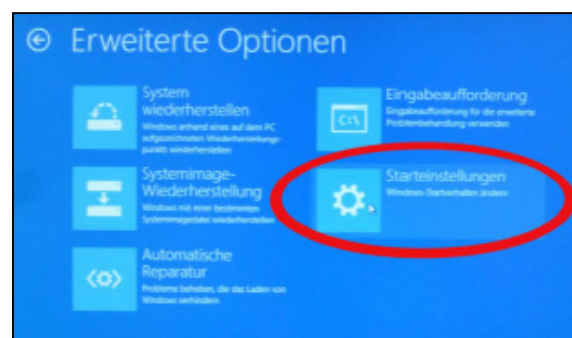 Erweiterte Optionen
System
wiederherstellen
Windows anhand eines auf dem PC
aufgezeichneten Wiederherstellungs-
punkts wiederherstellen
Eingabeaufforderung
Eingabeaufforderung für die erweiterte
Problembehandlung verwenden
C:\
Systemimage-
Wiederherstellung
Windows mit einer bestimmten
Systemimagedatei wiederherstellen
Starteinstellungen
Windows-Startverhalten ändern
Automatische
Reparatur
Probleme beheben, die das Laden von
Windows verhindern